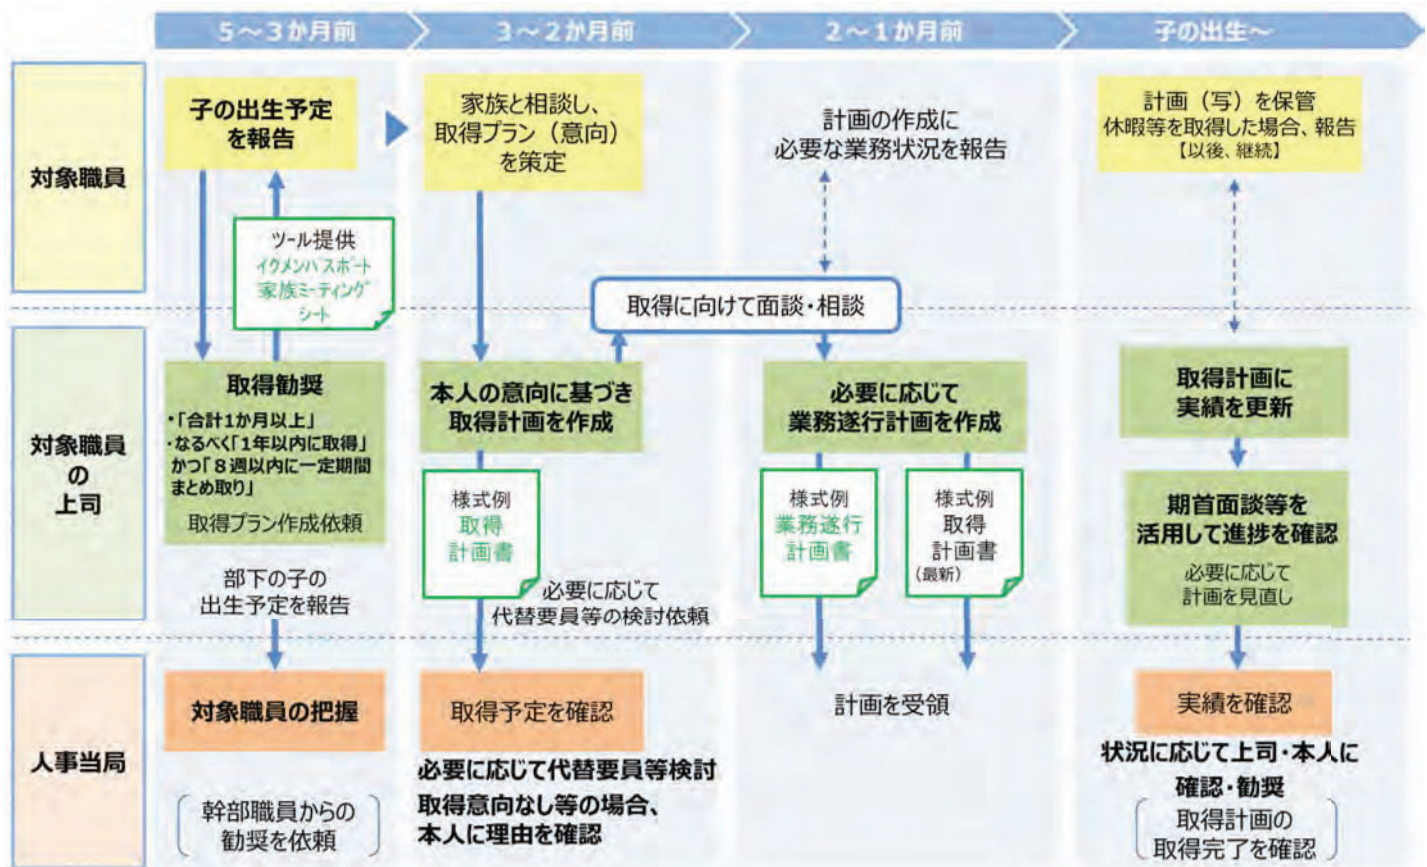 5～3か月前
3～2か月前
2～1か月前
子の出生～
対象職員
子の出生予定
を報告
家族と相談し、
取得プラン（意向）
を策定
計画の作成に
必要な業務状況を報告
計画（写）を保管
休暇等を取得した場合、報告
【以後、継続】
ツール提供
イクメンパスポート
家族ミーティング
シート
取得に向けて面談・相談
対象職員
の
上司
取得勧奨
・「合計1か月以上」
・なるべく「1年以内に取得」
かつ「８週以内に一定期間
まとめ取り」
取得プラン作成依頼
部下の子の
出生予定を報告
本人の意向に基づき
取得計画を作成
様式例
取得
計画書
必要に応じて
代替要員等の検討依頼
必要に応じて
業務遂行計画を作成
様式例
業務遂行
計画書
様式例
取得
計画書
（最新）
取得計画に
実績を更新
期首面談等を
活用して進捗を確認
必要に応じて
計画を見直し
人事当局
対象職員の把握
幹部職員からの
勧奨を依頼
取得予定を確認
必要に応じて代替要員等検討
取得意向なし等の場合、
本人に理由を確認
計画を受領
実績を確認
状況に応じて上司・本人に
確認・勧奨
取得計画の
取得完了を確認